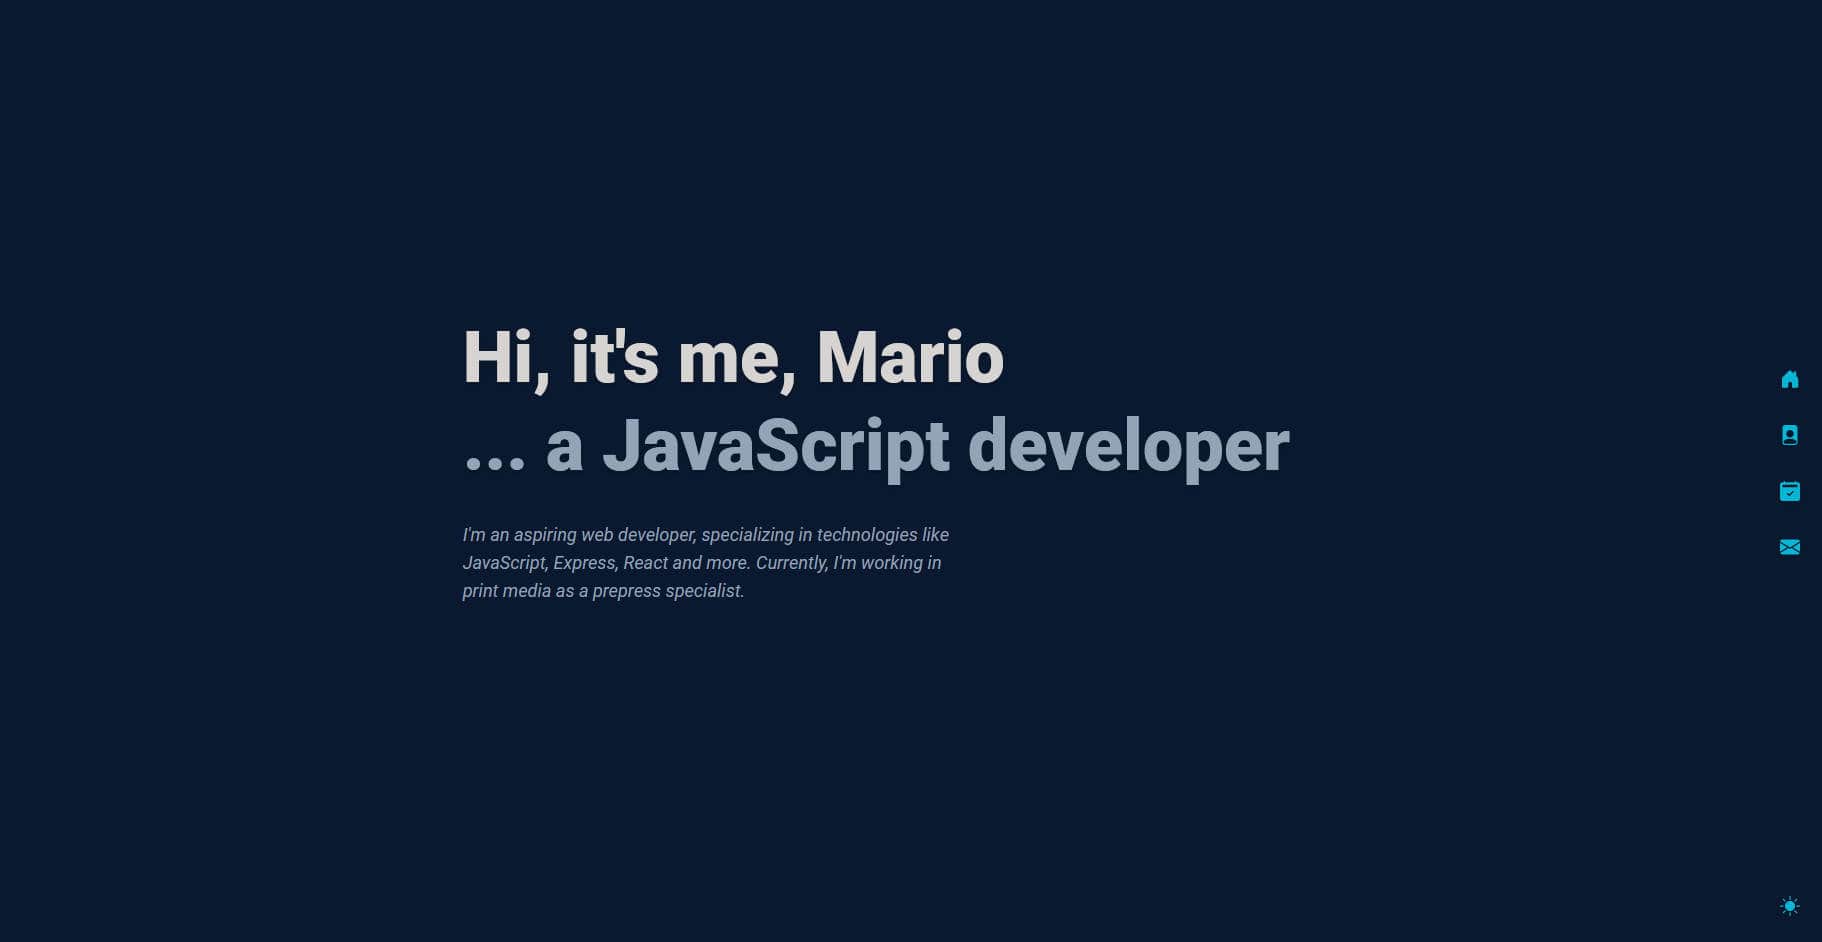 Hi, it's me, Mario
... a JavaScript developer
I'm an aspiring web developer, specializing in technologies like
JavaScript, Express, React and more. Currently, I'm working in
print media as a prepress specialist.